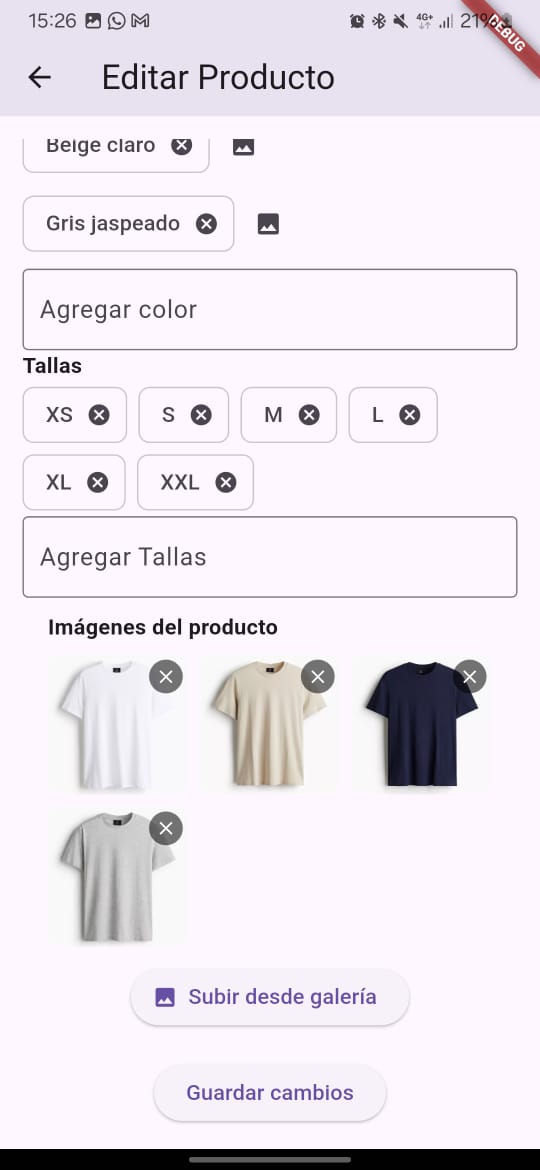 15:26 4G+ 21%
DEBUG
Editar Producto
Beige claro
Gris jaspeado
Agregar color
Tallas
XS S M L
XL XXL
Agregar Tallas
Imágenes del producto
Subir desde galería
Guardar cambios